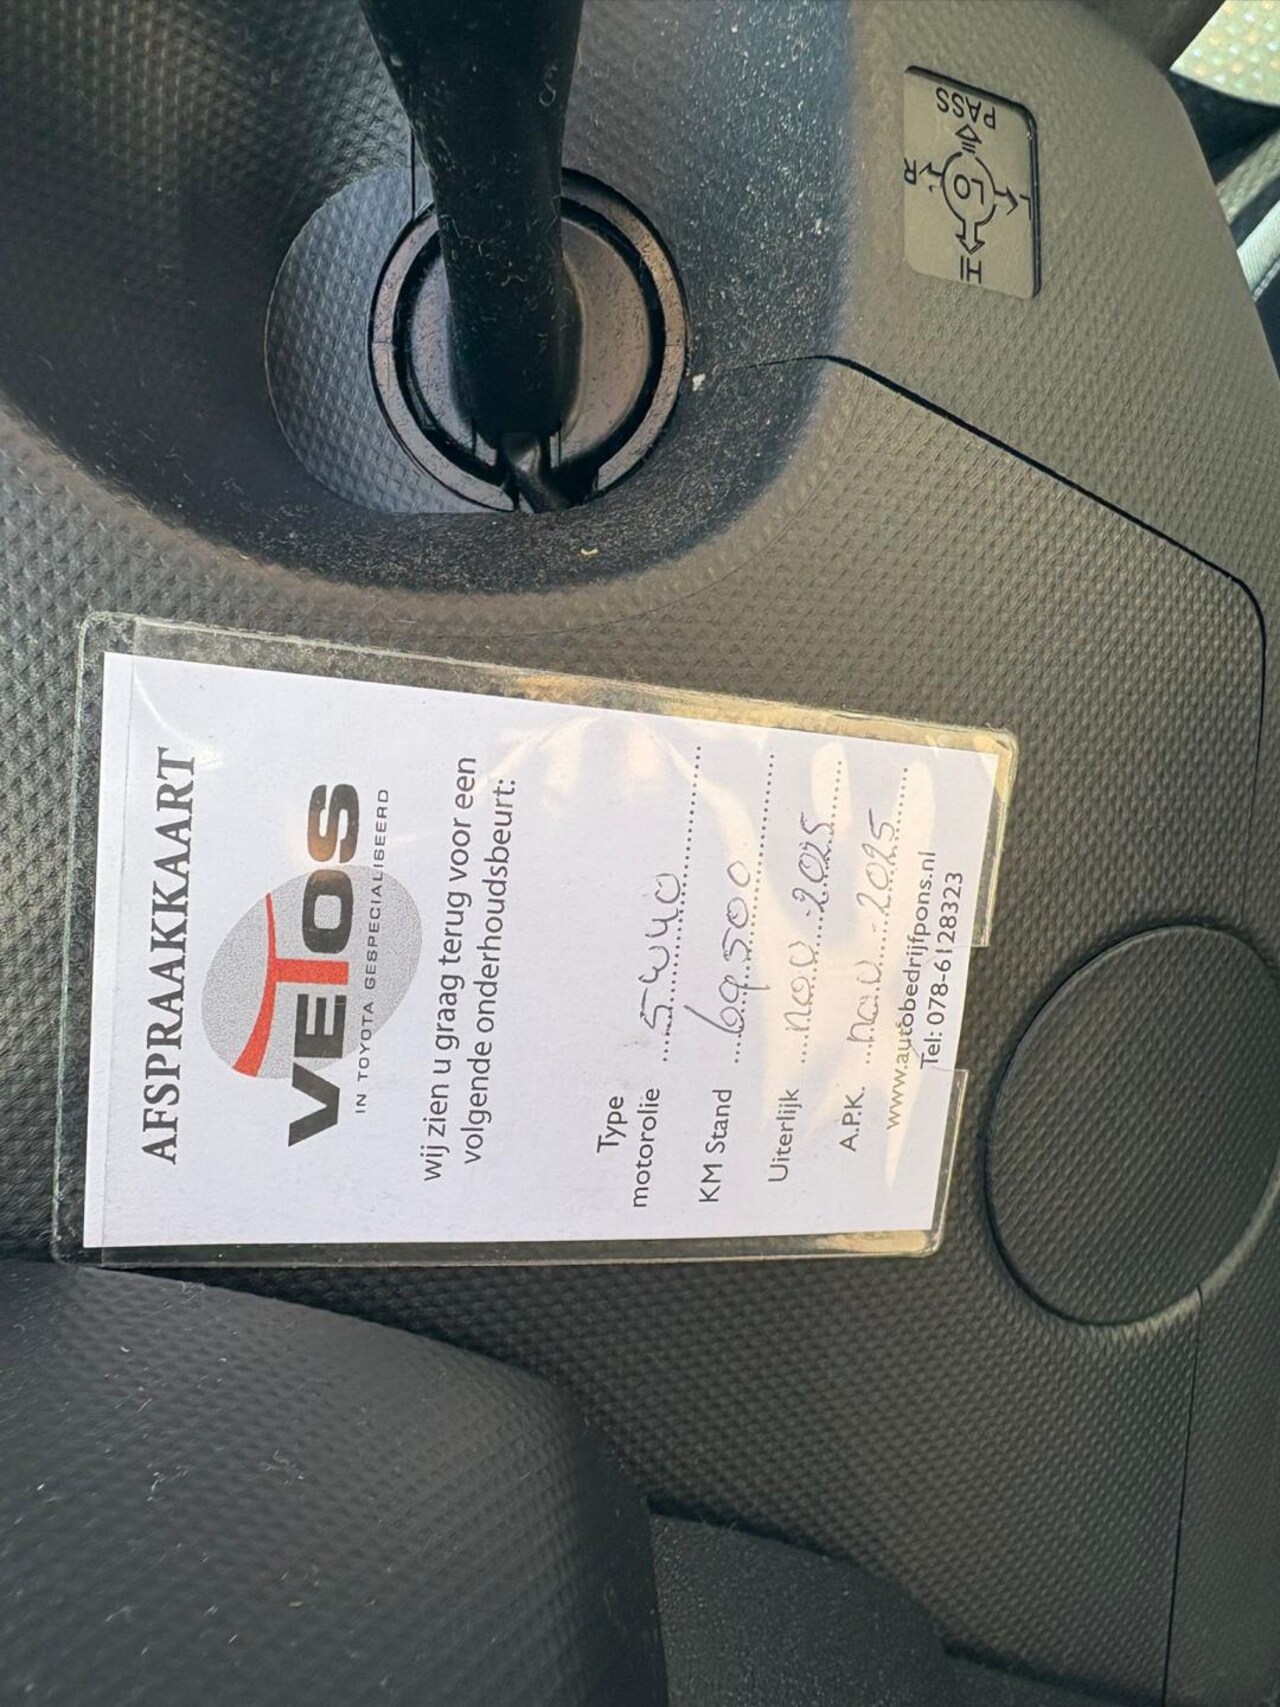 AFSPRAAKKAART
VETOS
IN TOYOTA GESPECIALISEERD
wij zien u graag terug voor een
volgende onderhoudsbeurt:
Type
motorolie 5W40
KM Stand 69500
Uiterlijk nov 2025
A.P.K. nov 2025
www.autobedrijfpons.nl
Tel: 078-6128323
PASS
L LO R
HI